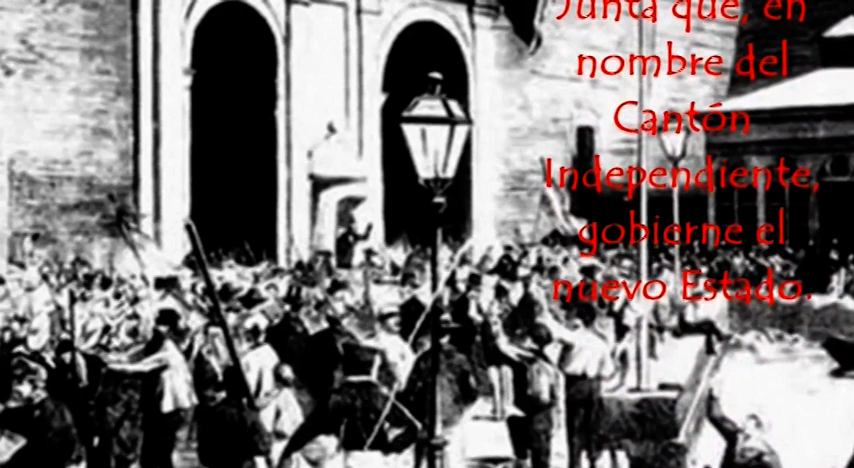 Junta que, en
nombre del
Cantón
Independiente,
gobierne el
nuevo Estado.